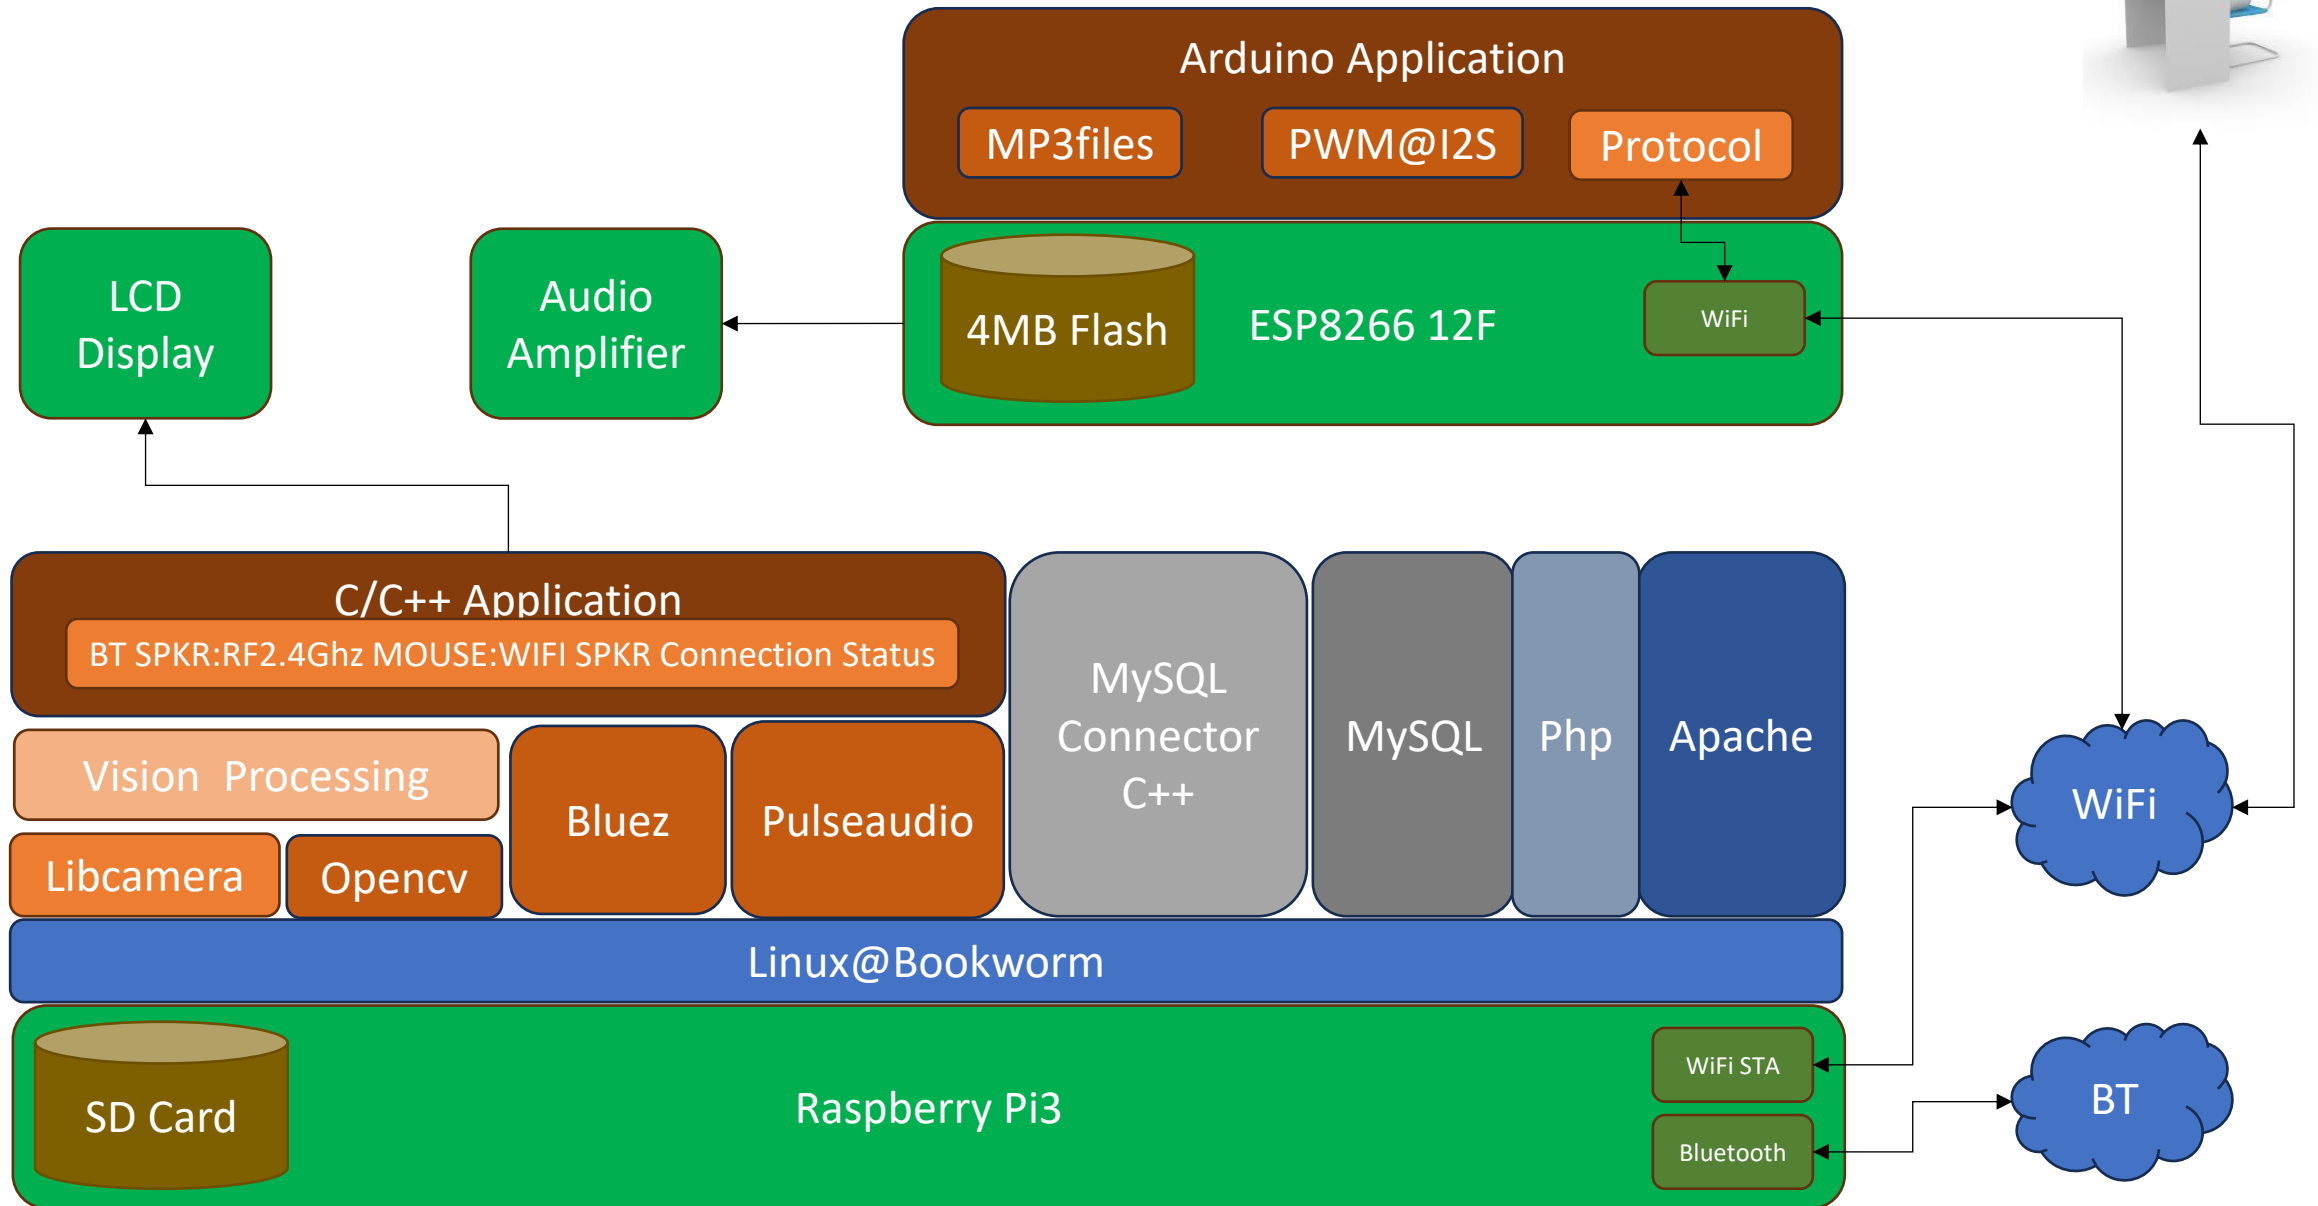 Arduino Application
MP3files
PWM@I2S
Protocol
LCD
Display
Audio
Amplifier
4MB Flash
ESP8266 12F
WiFi
C/C++ Application
BT SPKR:RF2.4Ghz MOUSE:WIFI SPKR Connection Status
MySQL
Connector
C++
MySQL
Php
Apache
Vision  Processing
Bluez
Pulseaudio
Libcamera
Opencv
WiFi
Linux@Bookworm
SD Card
Raspberry Pi3
WiFi STA
Bluetooth
BT